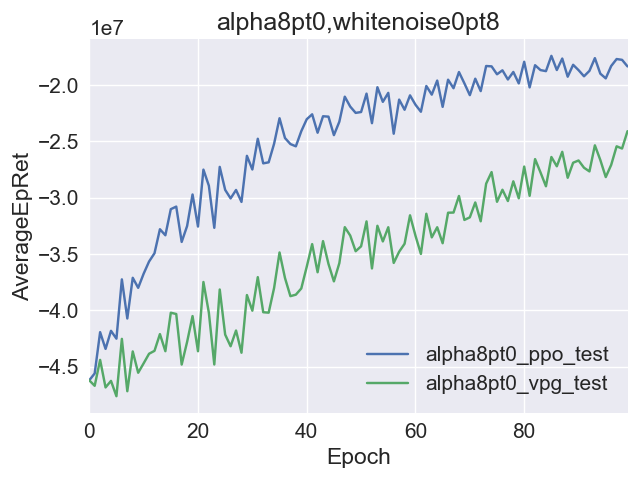 alpha8pt0,whitenoise0pt8
1e7
−2.0
−2.5
−3.0
−3.5
−4.0
−4.5
AverageEpRet
alpha8pt0_ppo_test
alpha8pt0_vpg_test
0 20 40 60 80
Epoch